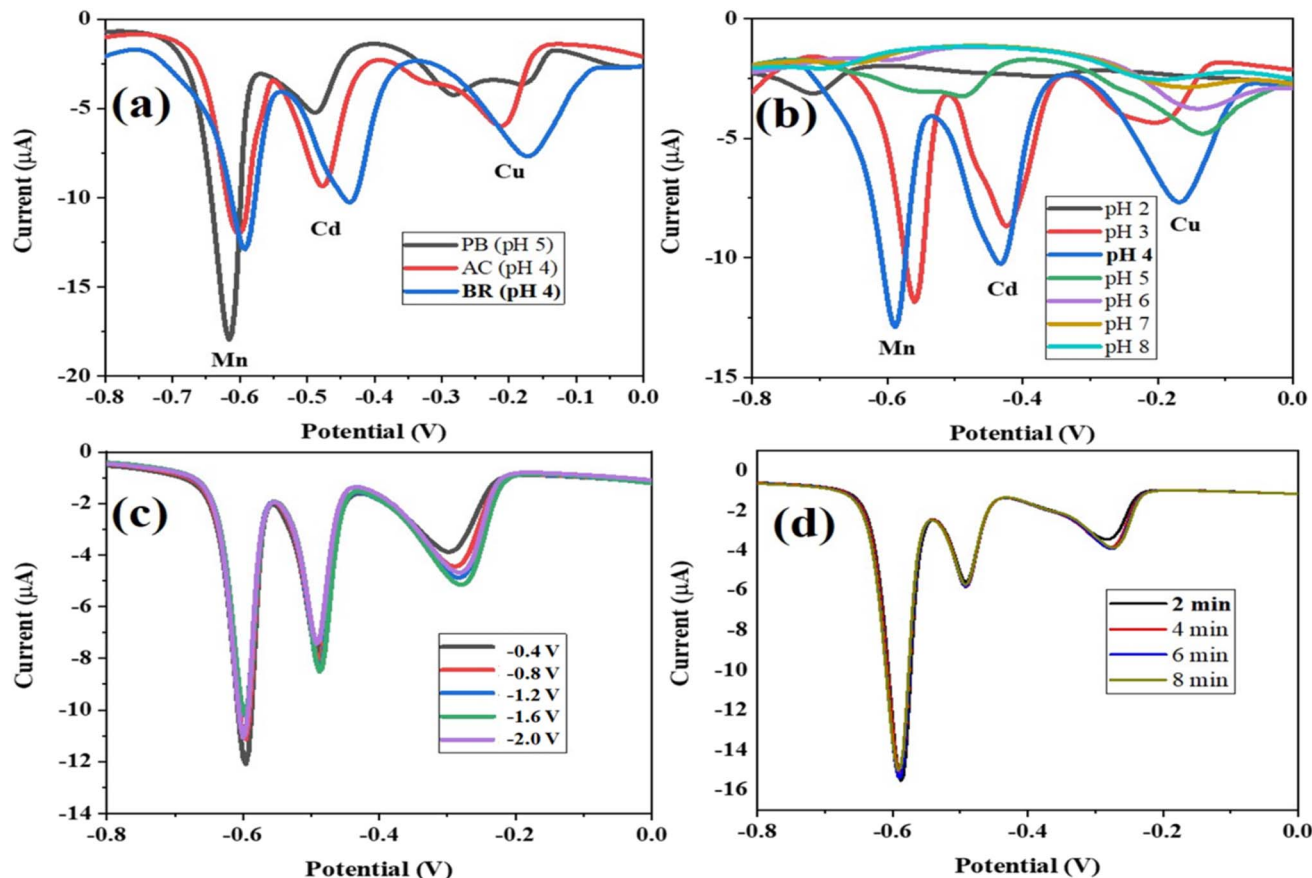 0
-5
-10
-15
-20
-0.8
-0.7
-0.6
-0.5
-0.4
-0.3
-0.2
-0.1
0.0
Current (µA)
Potential (V)
(a)
Mn
Cd
Cu
PB (pH 5)
AC (pH 4)
BR (pH 4)
0
-5
-10
-15
-0.8
-0.6
-0.4
-0.2
0.0
Current (µA)
Potential (V)
(b)
Mn
Cd
Cu
pH 2
pH 3
pH 4
pH 5
pH 6
pH 7
pH 8
0
-2
-4
-6
-8
-10
-12
-14
-0.8
-0.6
-0.4
-0.2
0.0
Current (µA)
Potential (V)
(c)
-0.4 V
-0.8 V
-1.2 V
-1.6 V
-2.0 V
0
-2
-4
-6
-8
-10
-12
-14
-16
-0.8
-0.6
-0.4
-0.2
0.0
Current (µA)
Potential (V)
(d)
2 min
4 min
6 min
8 min